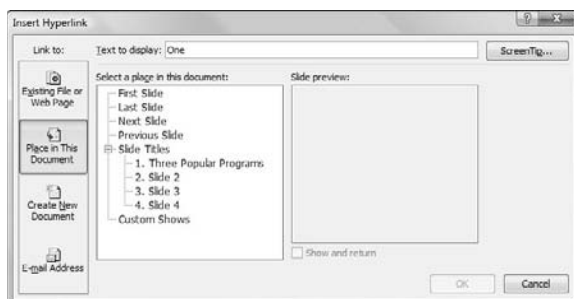 Insert Hyperlink
Link to:
Text to display: One
ScreenTip...
Existing File or
Web Page
Place in This
Document
Create New
Document
E-mail Address
Select a place in this document:
First Slide
Last Slide
Next Slide
Previous Slide
Slide Titles
1. Three Popular Programs
2. Slide 2
3. Slide 3
4. Slide 4
Custom Shows
Slide preview:
Show and return
OK
Cancel